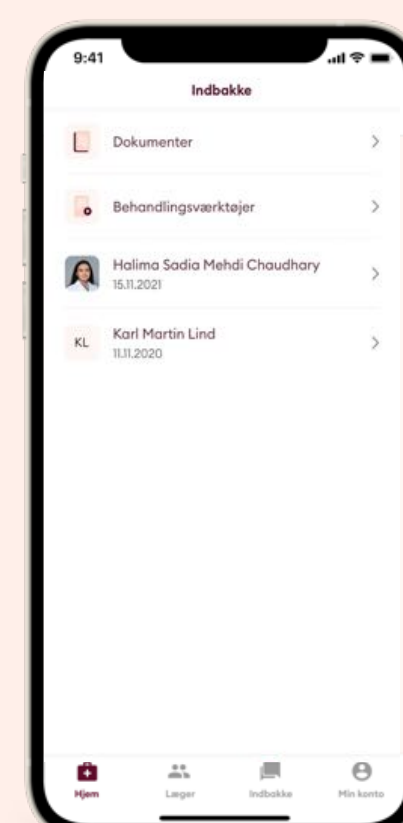 9:41
Indbakke
Dokumenter
Behandlingsværktøjer
Halima Sadia Mehdi Chaudhary
15.11.2021
KL
Karl Martin Lind
11.11.2020
Hjem
Læger
Indbakke
Min konto